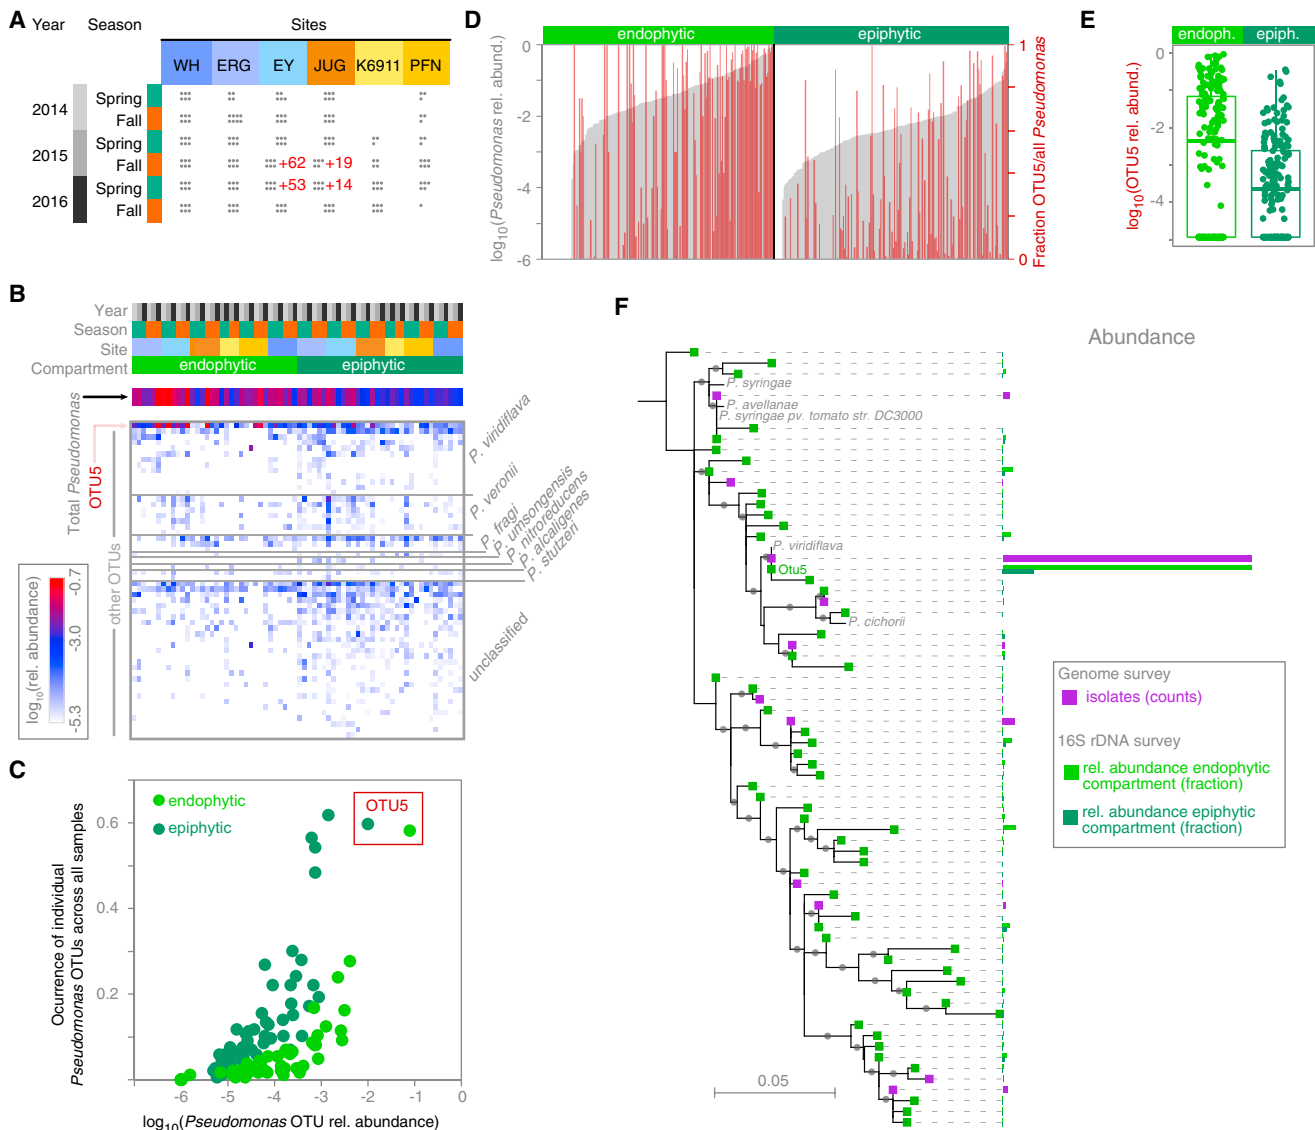 A
Year
Season
Sites
WH
ERG
EY
JUG
K6911
PFN
2014
Spring
Fall
2015
Spring
Fall
+62
+19
2016
Spring
+53
+14
Fall
B
Year
Season
Site
Compartment
endophytic
epiphytic
Total Pseudomonas
OTU5
other OTUs
P. viridiflava
P. veronii
P. fragi
P. umsongensis
P. nitroreducens
P. alcaligenes
P. stutzeri
unclassified
log10(rel. abundance)
-0.7
-3.0
-5.3
C
endophytic
epiphytic
OTU5
0.6
0.4
0.2
-6
-5
-4
-3
-2
-1
0
Ocurrence of individual
Pseudomonas OTUs across all samples
log10(Pseudomonas OTU rel. abundance)
D
endophytic
epiphytic
log10(Pseudomonas rel. abund.)
-0
-2
-4
-6
1
0
Fraction OTU5/all Pseudomonas
E
endoph.
epiph.
log10(OTU5 rel. abund.)
0
-2
-4
F
Abundance
P. syringae
P. avellanae
P. syringae pv. tomato str. DC3000
P. viridiflava
Otu5
P. cichorii
0.05
Genome survey
isolates (counts)
16S rDNA survey
rel. abundance endophytic
compartment (fraction)
rel. abundance epiphytic
compartment (fraction)